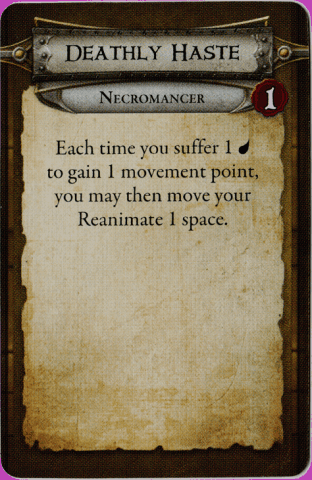 DEATHLY HASTE
NECROMANCER
1
Each time you suffer 1
to gain 1 movement point,
you may then move your
Reanimate 1 space.